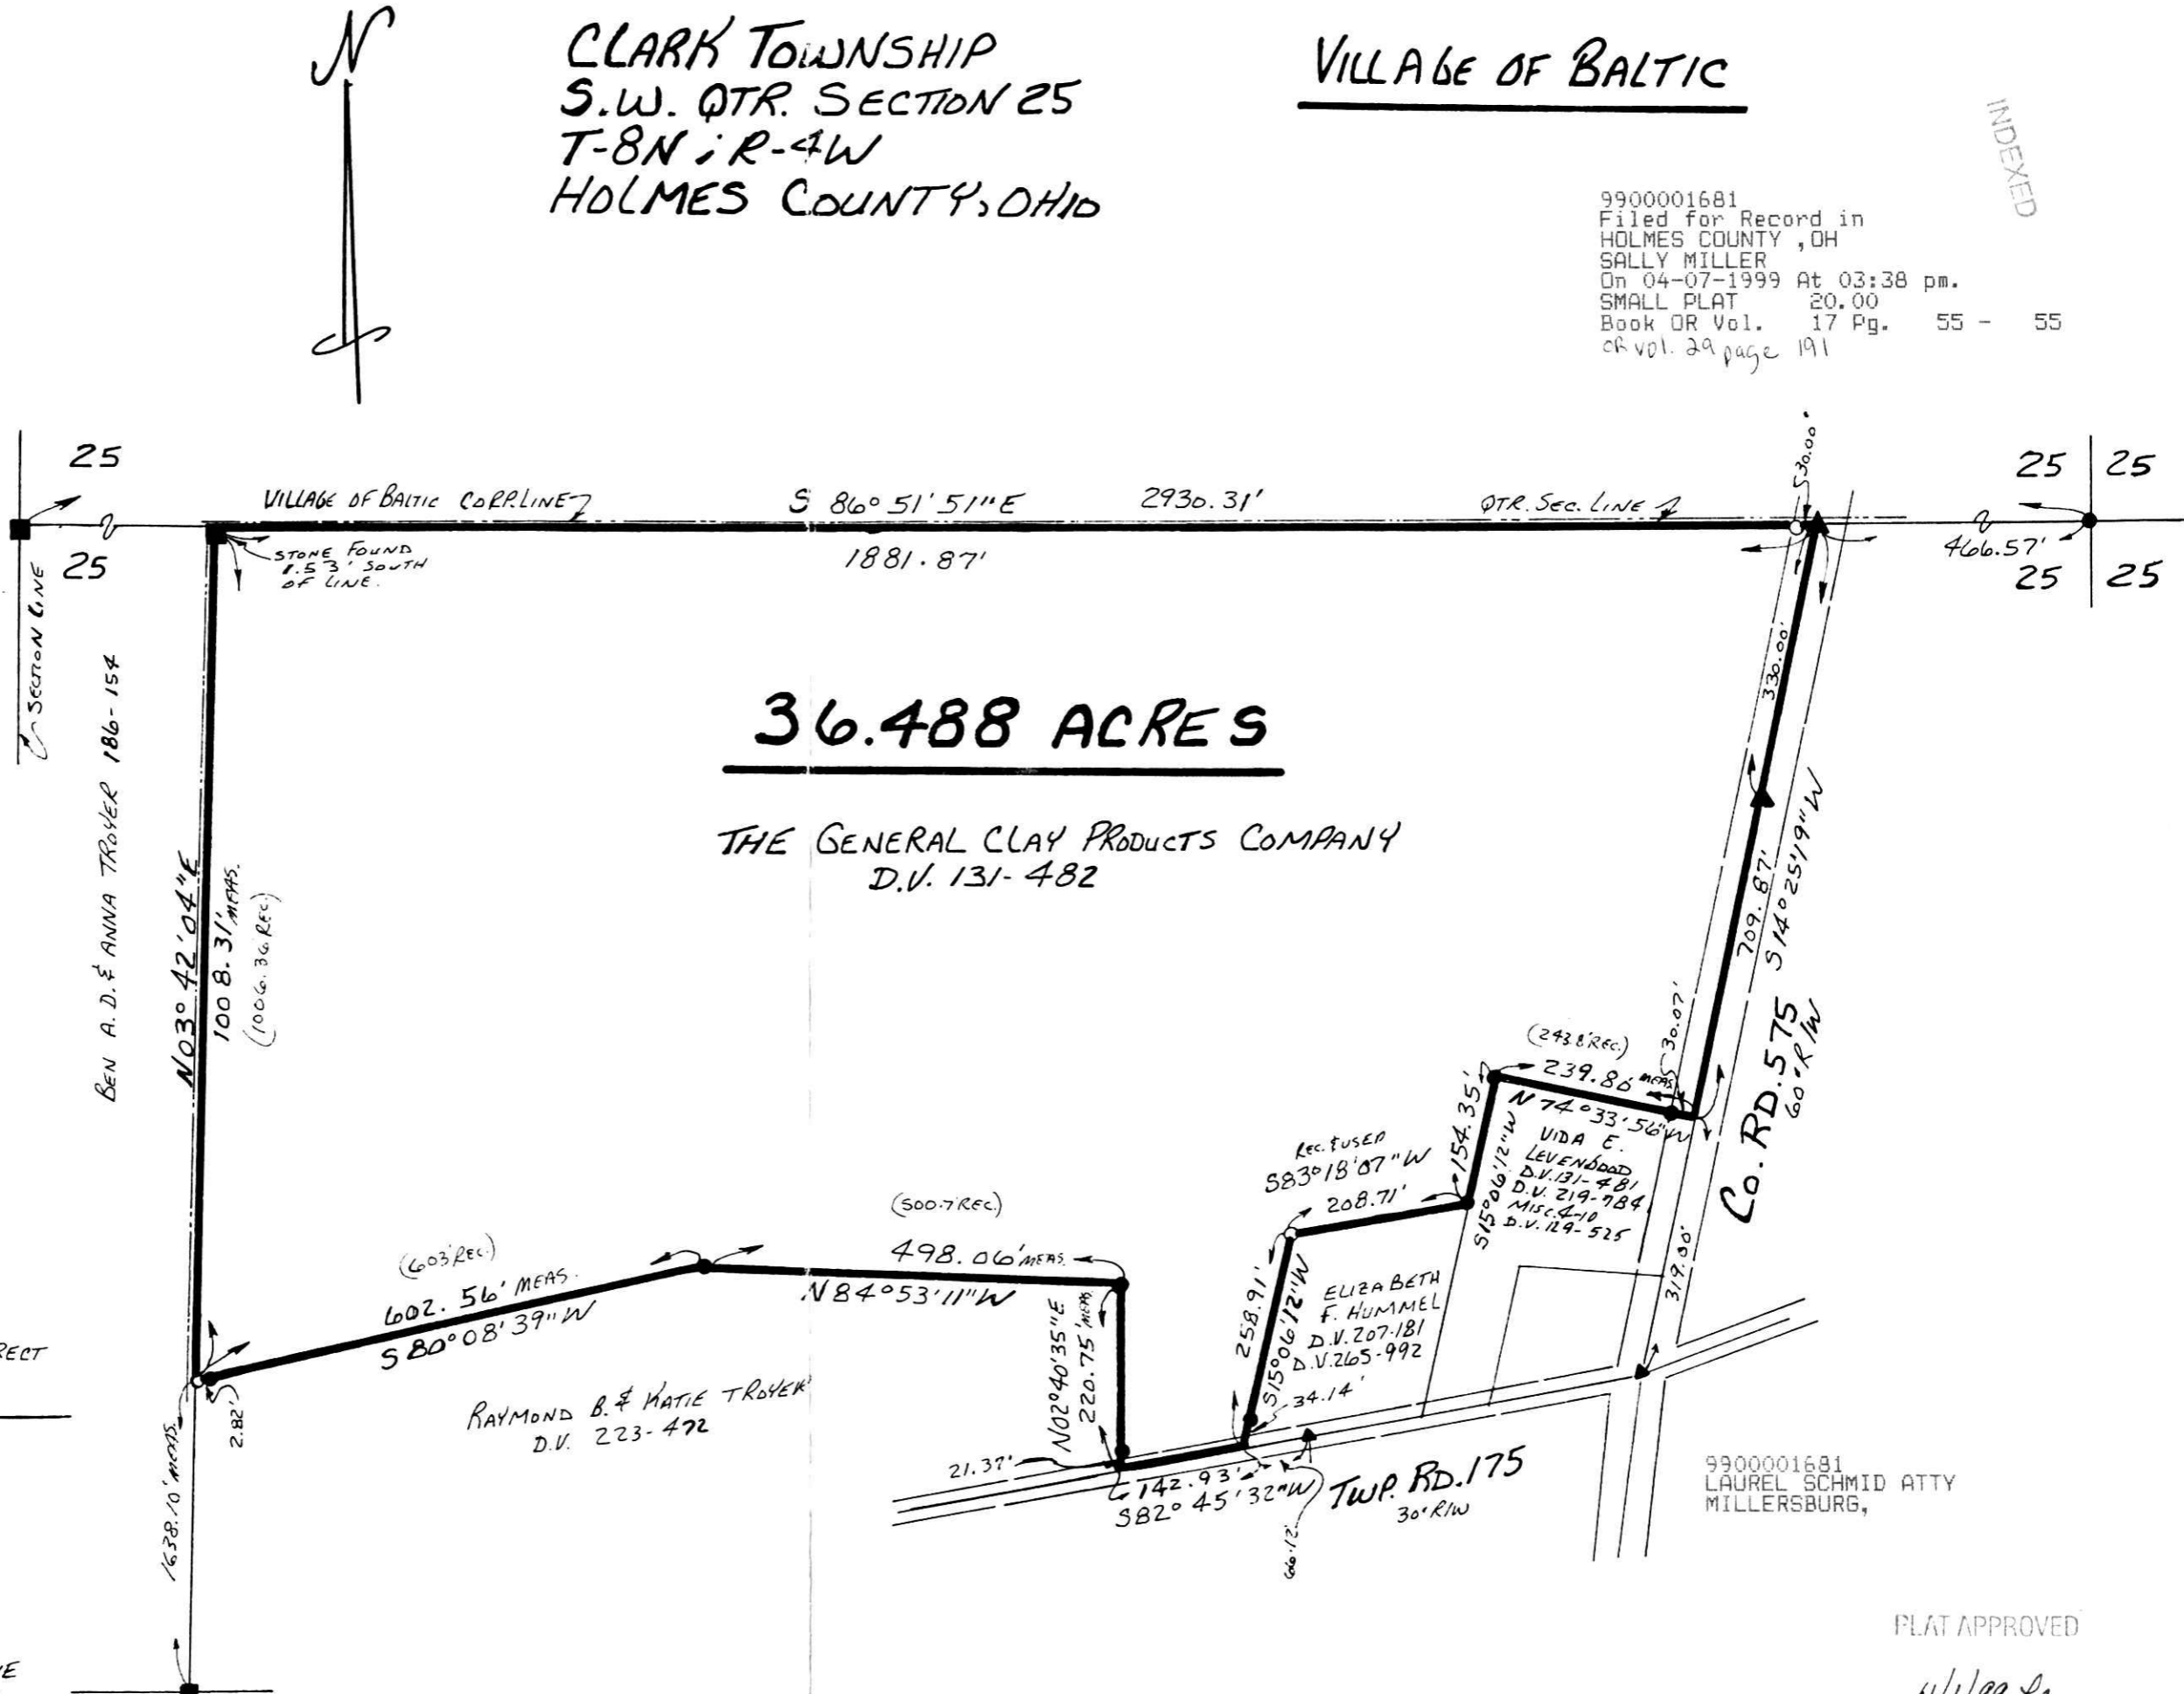 N
CLARK TOWNSHIP
S.W. QTR. SECTION 25
T-8N ; R-4W
HOLMES COUNTY, OHIO
VILLAGE OF BALTIC
INDEXED
9900001681
Filed for Record in
HOLMES COUNTY ,OH
SALLY MILLER
On 04-07-1999 At 03:38 pm.
SMALL PLAT 20.00
Book OR Vol. 17 Pg. 55 - 55
OR vol. 29 page 191
25
25
SECTION LINE
VILLAGE OF BALTIC CORP. LINE
S 86° 51' 51" E
2930.31'
QTR. SEC. LINE
30.00'
25
25
466.57'
25
25
STONE FOUND
1.53' SOUTH
OF LINE.
1881.87'
BEN A.D. & ANNA TROYER 186-154
N03° 42' 04"E
1008.31' MEAS.
(1006.36 REC.)
36.488 ACRES
THE GENERAL CLAY PRODUCTS COMPANY
D.V. 131-482
330.00'
709.87'
S 14° 25' 19" W
CO. RD. 575
60' R/W
30.07'
(243.8' REC.)
239.86 MEAS.
N 74° 33' 56" W
VIDA E.
LEVENGOOD
D.V. 131-481
D.V. 219-784
MISC. 4-10
D.V. 129-525
154.35'
S15° 06' 12" W
REC. & USED
S83° 18' 07" W
208.71'
258.91'
S15° 06' 12" W
ELIZABETH
F. HUMMEL
D.V. 207-181
D.V. 265-992
34.14'
319.00'
(500.7 REC.)
498.06' MEAS.
N 84° 53' 11" W
N02° 40' 35" E
220.75 MEAS.
(603' REC.)
602.56' MEAS.
S 80° 08' 39" W
RECT
2.82'
RAYMOND B. & KATIE TROYER
D.V. 223-472
21.37'
142.93'
S82° 45' 32" W
TWP. RD. 175
30' R/W
66.12'
1638.10' MEAS.
9900001681
LAUREL SCHMID ATTY
MILLERSBURG,
PLAT APPROVED
E